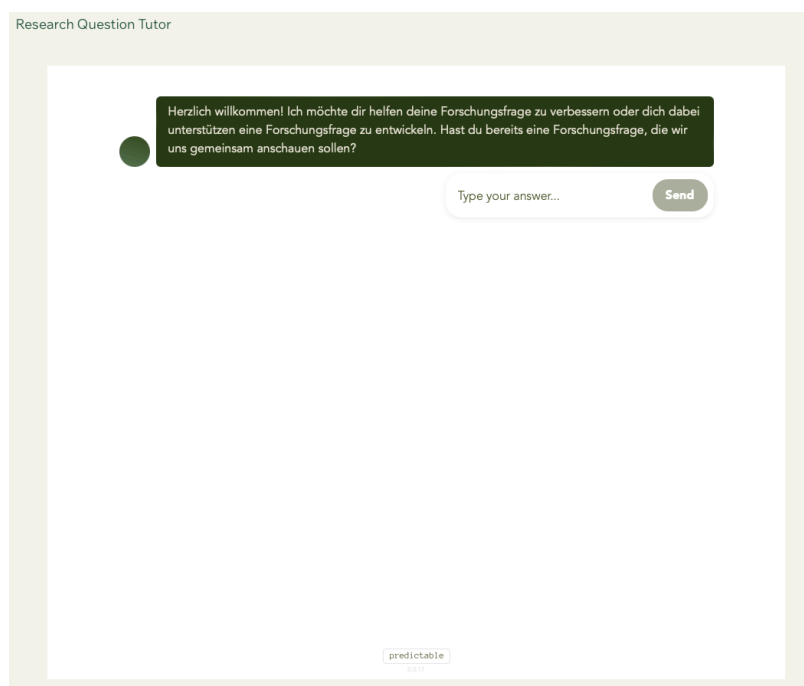 Research Question Tutor
Herzlich willkommen! Ich möchte dir helfen deine Forschungsfrage zu verbessern oder dich dabei
unterstützen eine Forschungsfrage zu entwickeln. Hast du bereits eine Forschungsfrage, die wir
uns gemeinsam anschauen sollen?
Type your answer...
Send
predictable